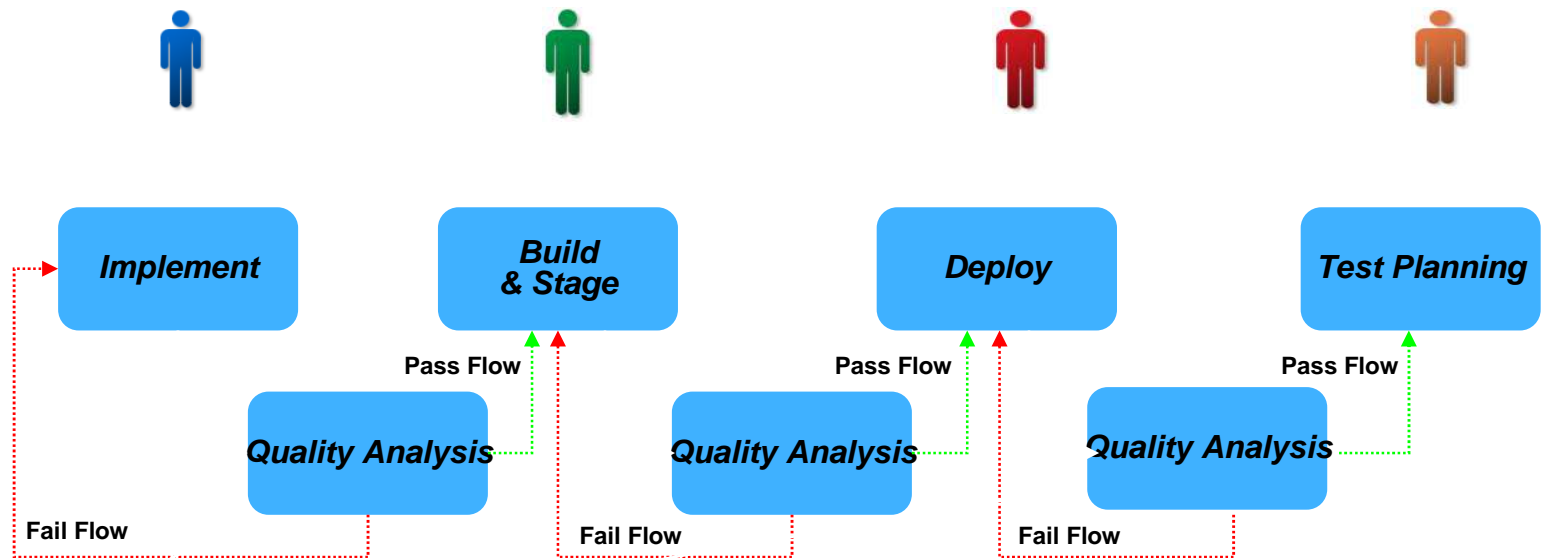 Implement
Build
& Stage
Deploy
Test Planning
Pass Flow
Pass Flow
Pass Flow
Quality Analysis
Quality Analysis
Quality Analysis
Fail Flow
Fail Flow
Fail Flow